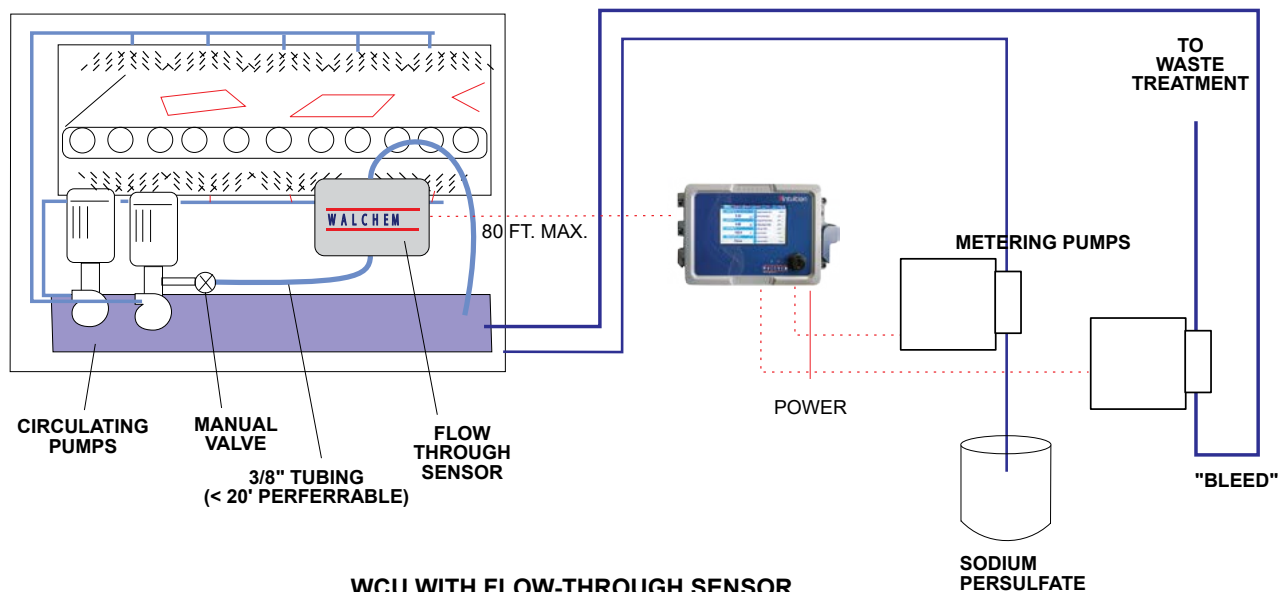 TO
WASTE
TREATMENT
WALCHEM
80 FT. MAX.
intuition
METERING PUMPS
POWER
CIRCULATING
PUMPS
MANUAL
VALVE
FLOW
THROUGH
SENSOR
3/8" TUBING
(< 20' PERFERRABLE)
"BLEED"
SODIUM
PERSULFATE
WCU WITH FLOW-THROUGH SENSOR